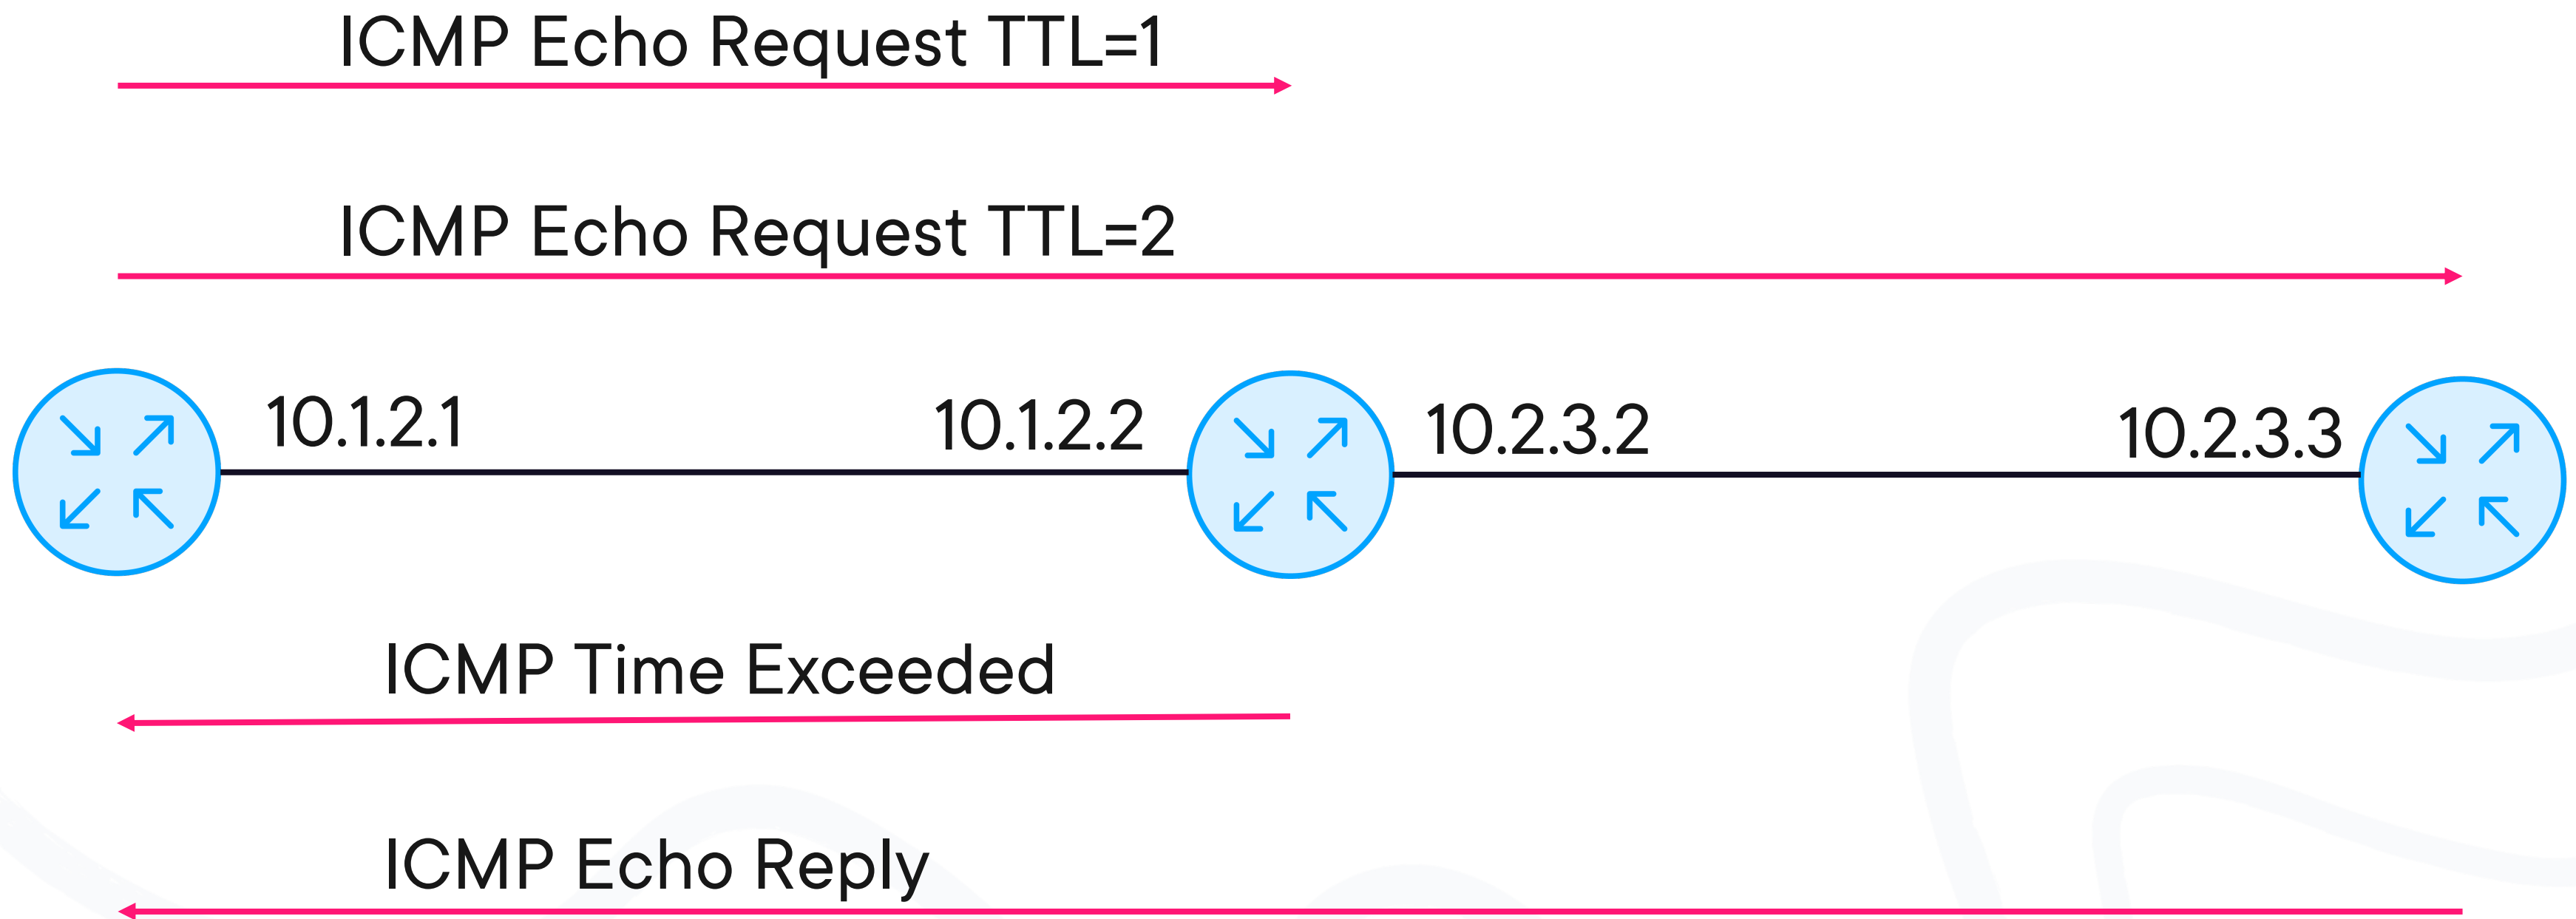 ICMP Echo Request TTL=1
ICMP Echo Request TTL=2
10.1.2.1
10.1.2.2
10.2.3.2
10.2.3.3
ICMP Time Exceeded
ICMP Echo Reply